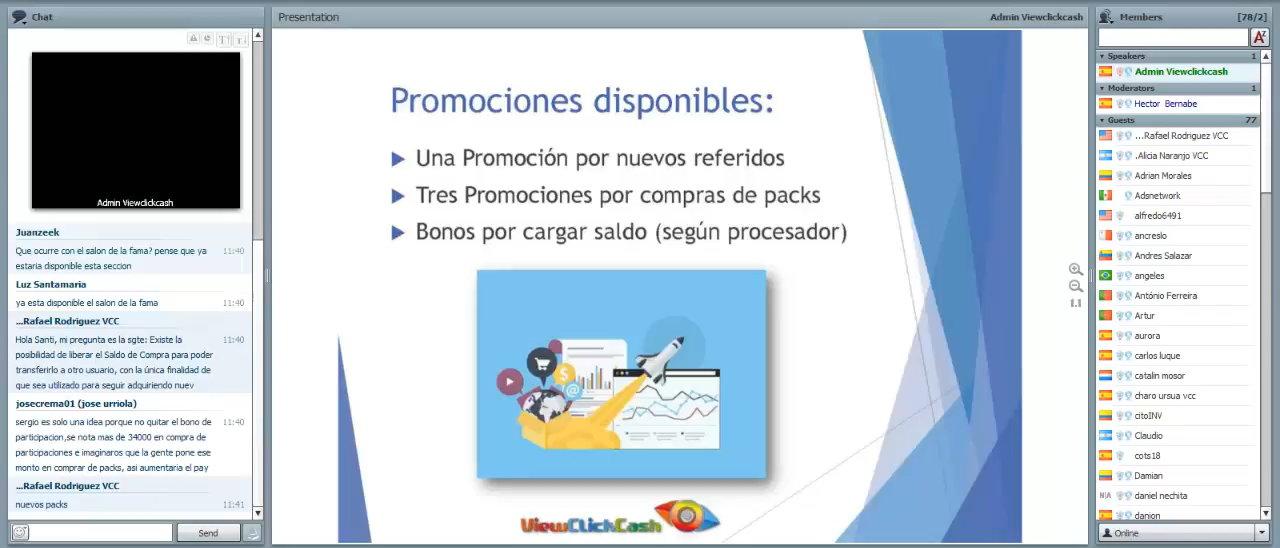 Chat
Admin Viewclickcash
Juanzeek
Que ocurre con el salon de la fama? pense que ya 11:40
estaria disponible esta seccion
Luz Santamaria
ya esta disponible el salon de la fama 11:40
...Rafael Rodriguez VCC
Hola Santi, mi pregunta es la sgte: Existe la 11:40
posibilidad de liberar el Saldo de Compra para poder
transferirlo a otro usuario, con la única finalidad
de que sea utilizado para seguir adquiriendo nuev
josecrema01 (jose urriola)
sergio es solo una idea porque no quitar el bono de 11:40
participacion,se nota mas de 34000 en compra de
participaciones e imaginaros que la gente pone ese
monto en comprar de packs, asi aumentaria el pay
...Rafael Rodriguez VCC
nuevos packs 11:41
Send
Presentation
Admin Viewclickcash
Promociones disponibles:
Una Promoción por nuevos referidos
Tres Promociones por compras de packs
Bonos por cargar saldo (según procesador)
ViewClickCash
1:1
Members [78/2]
Speakers 1
Admin Viewclickcash
Moderators 1
Hector Bernabe
Guests 77
...Rafael Rodriguez VCC
.Alicia Naranjo VCC
Adrian Morales
Adsnetwork
alfredo6491
ancreslo
Andres Salazar
angeles
António Ferreira
Artur
aurora
carlos luque
catalin mosor
charo ursua vcc
citoINV
Claudio
cots18
Damian
N/A daniel nechita
danion
Online